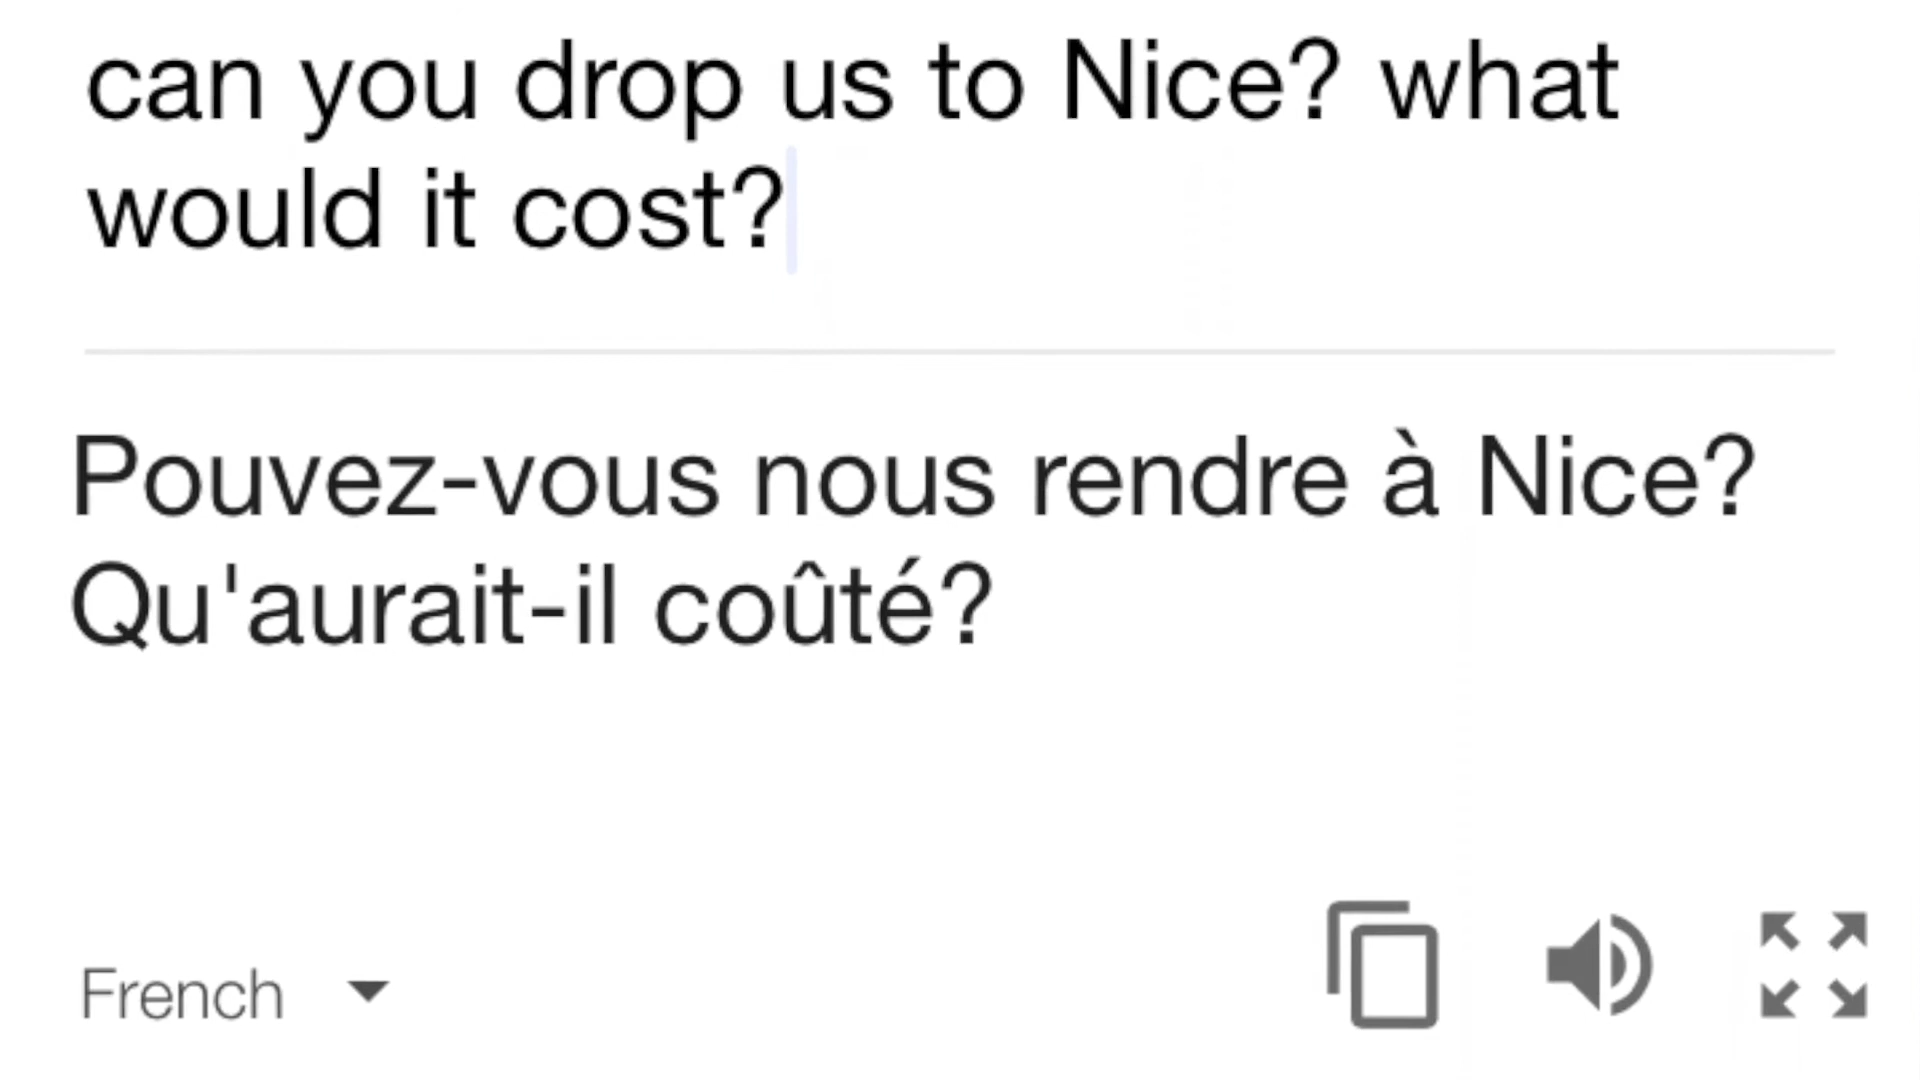 can you drop us to Nice? what
would it cost?
Pouvez-vous nous rendre à Nice?
Qu'aurait-il coûté?
French